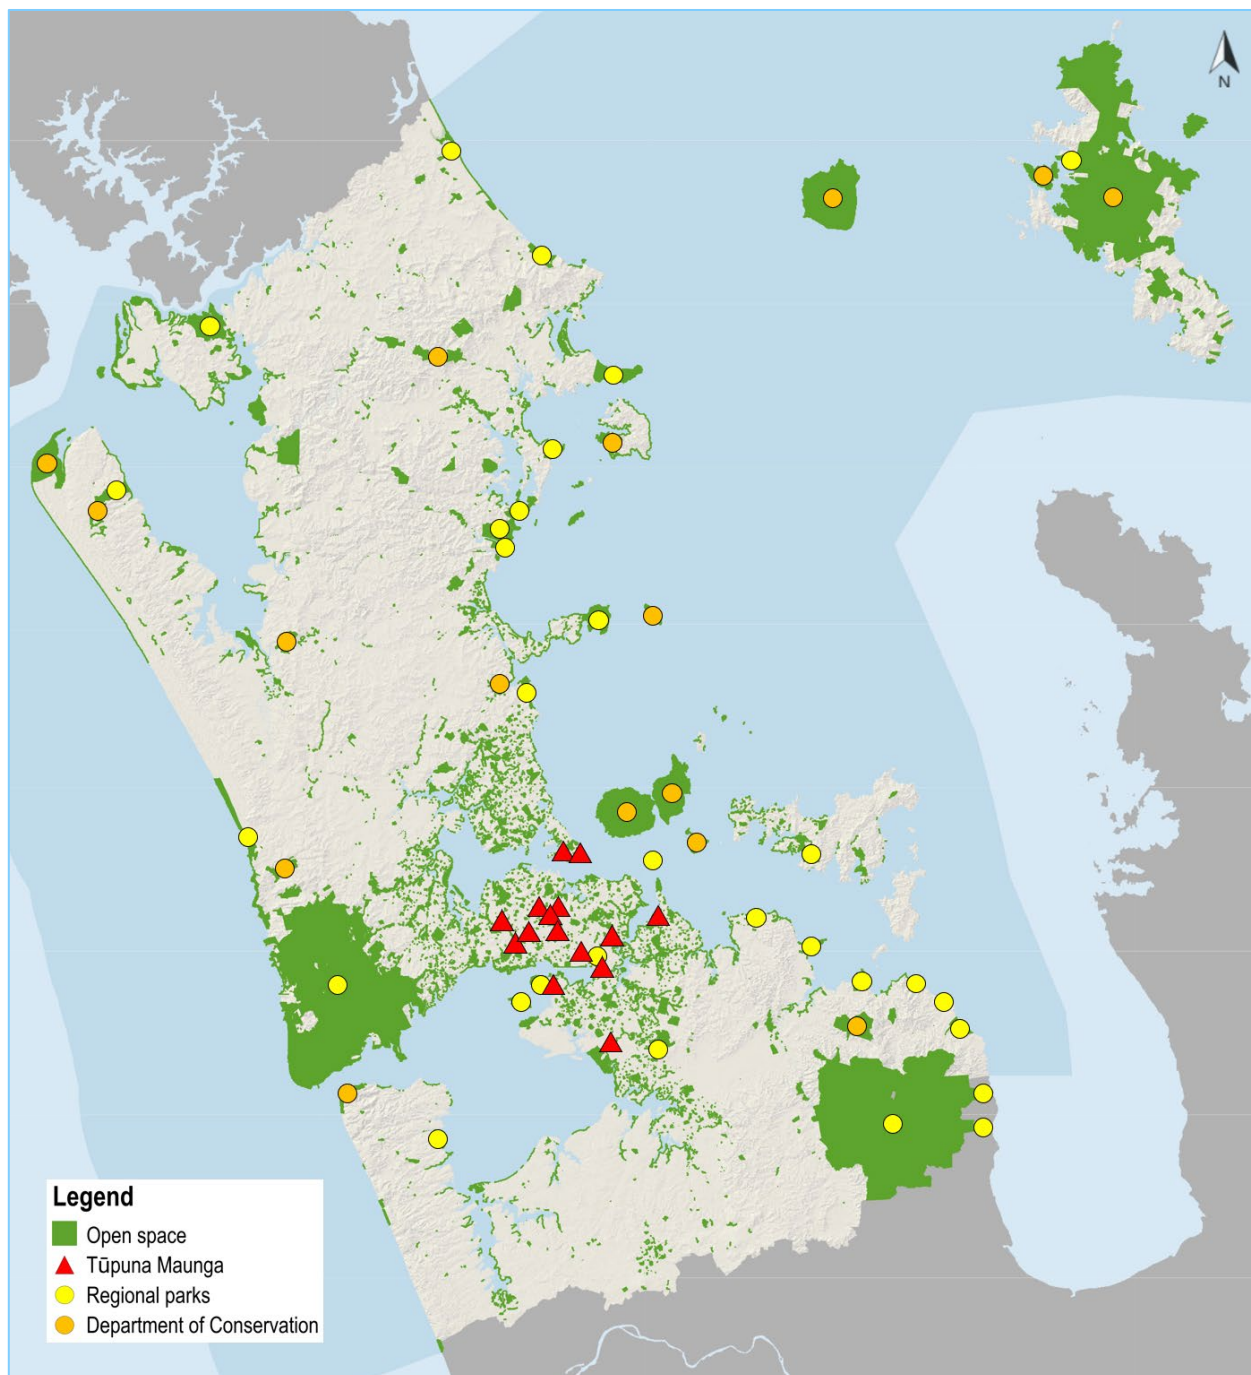 N
Legend
Open space
Tūpuna Maunga
Regional parks
Department of Conservation